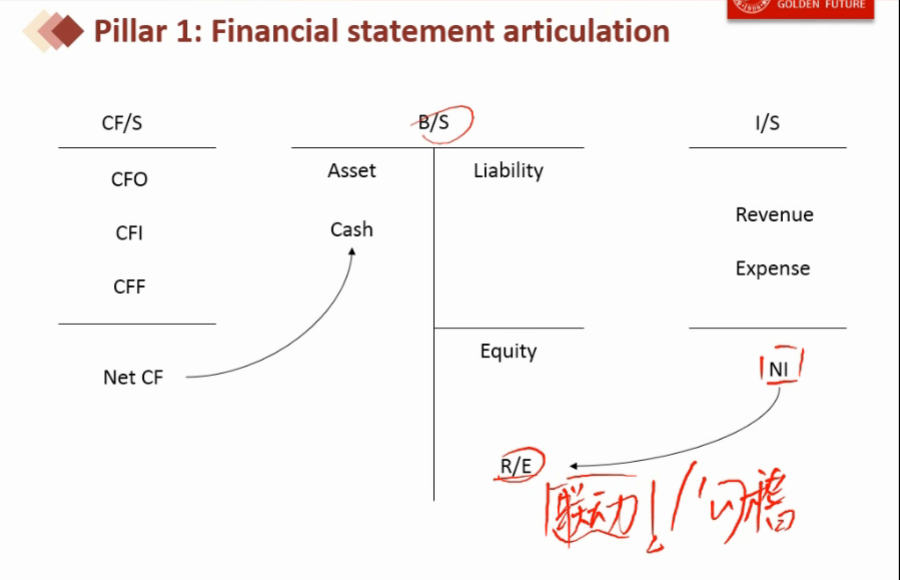 GOLDEN FUTURE
Pillar 1: Financial statement articulation
CF/S
B/S
I/S
Asset
Liability
CFO
Revenue
Cash
CFI
Expense
CFF
Equity
NI
Net CF
R/E
联动!/勾稽